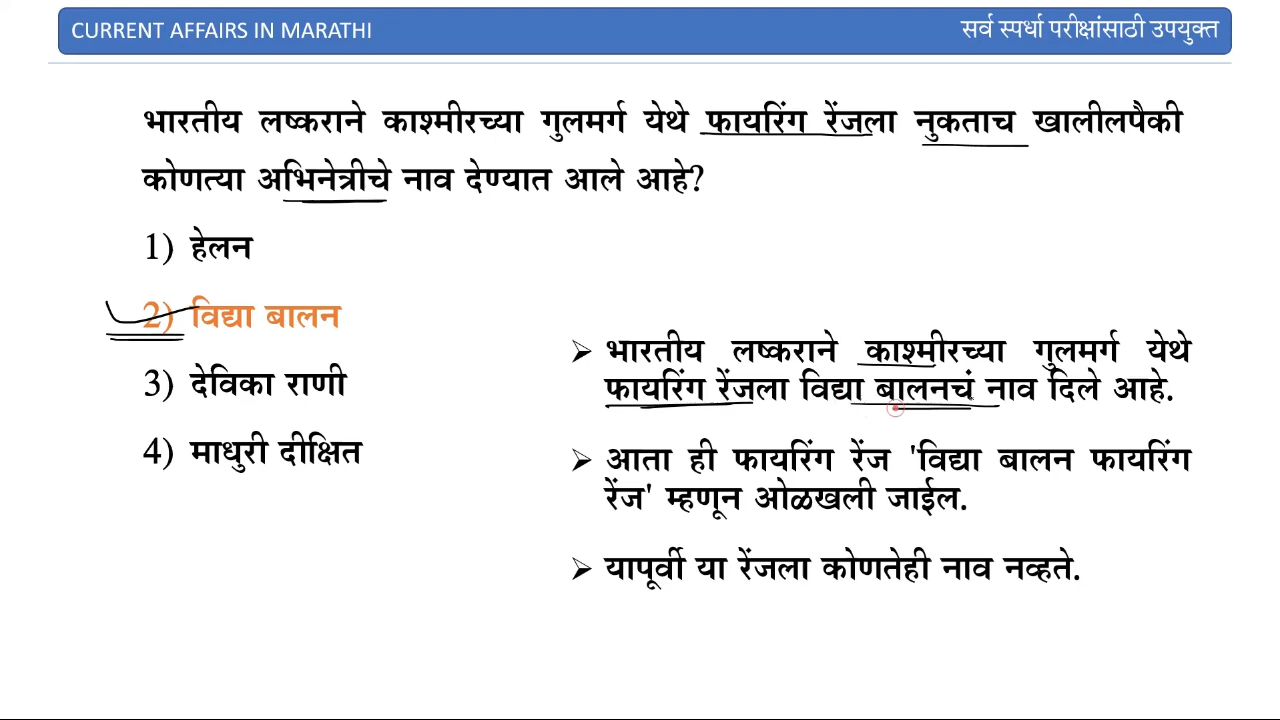 CURRENT AFFAIRS IN MARATHI
सर्व स्पर्धा परीक्षांसाठी उपयुक्त
भारतीय लष्कराने काश्मीरच्या गुलमर्ग येथे फायरिंग रेंजला नुकताच खालीलपैकी
कोणत्या अभिनेत्रीचे नाव देण्यात आले आहे?
1) हेलन
2) विद्या बालन
3) देविका राणी
4) माधुरी दीक्षित
➢ भारतीय लष्कराने काश्मीरच्या गुलमर्ग येथे
फायरिंग रेंजला विद्या बालनचं नाव दिले आहे.
➢ आता ही फायरिंग रेंज 'विद्या बालन फायरिंग
रेंज' म्हणून ओळखली जाईल.
➢ यापूर्वी या रेंजला कोणतेही नाव नव्हते.